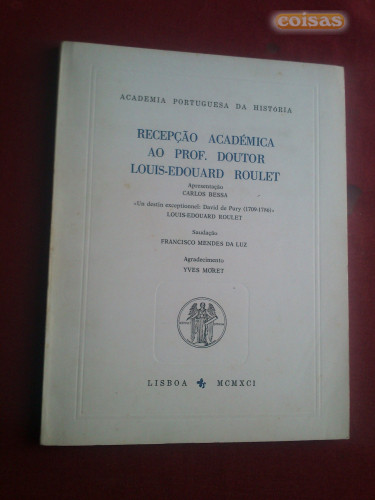 coisas
ACADEMIA PORTUGUESA DA HISTÓRIA
RECEPÇÃO ACADÉMICA
AO PROF. DOUTOR
LOUIS-EDOUARD ROULET
Apresentação
CARLOS BESSA
«Un destin exceptionnel: David de Pury (1709-1786)»
LOUIS-EDOUARD ROULET
Saudação
FRANCISCO MENDES DA LUZ
Agradecimento
YVES MORET
LISBOA MCMXCI